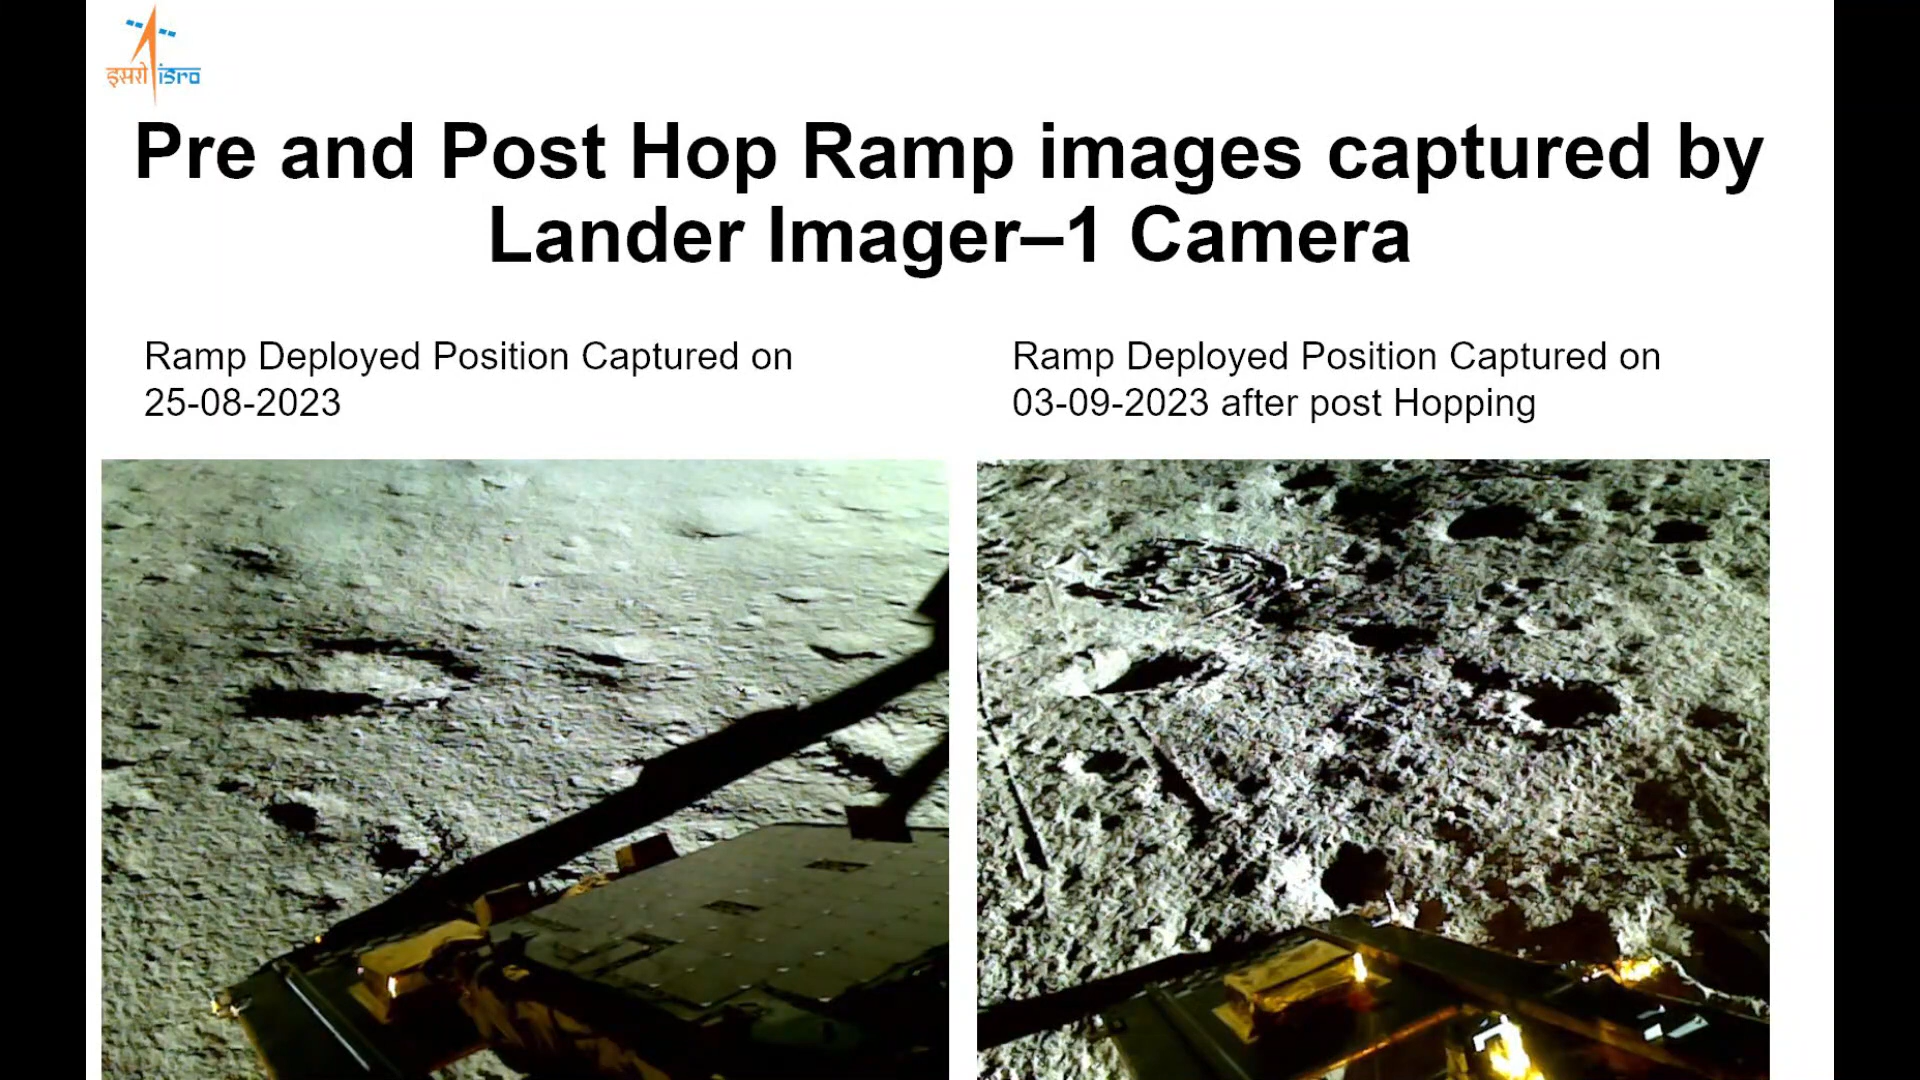 इसरो isro
Pre and Post Hop Ramp images captured by
Lander Imager–1 Camera
Ramp Deployed Position Captured on
25-08-2023
Ramp Deployed Position Captured on
03-09-2023 after post Hopping